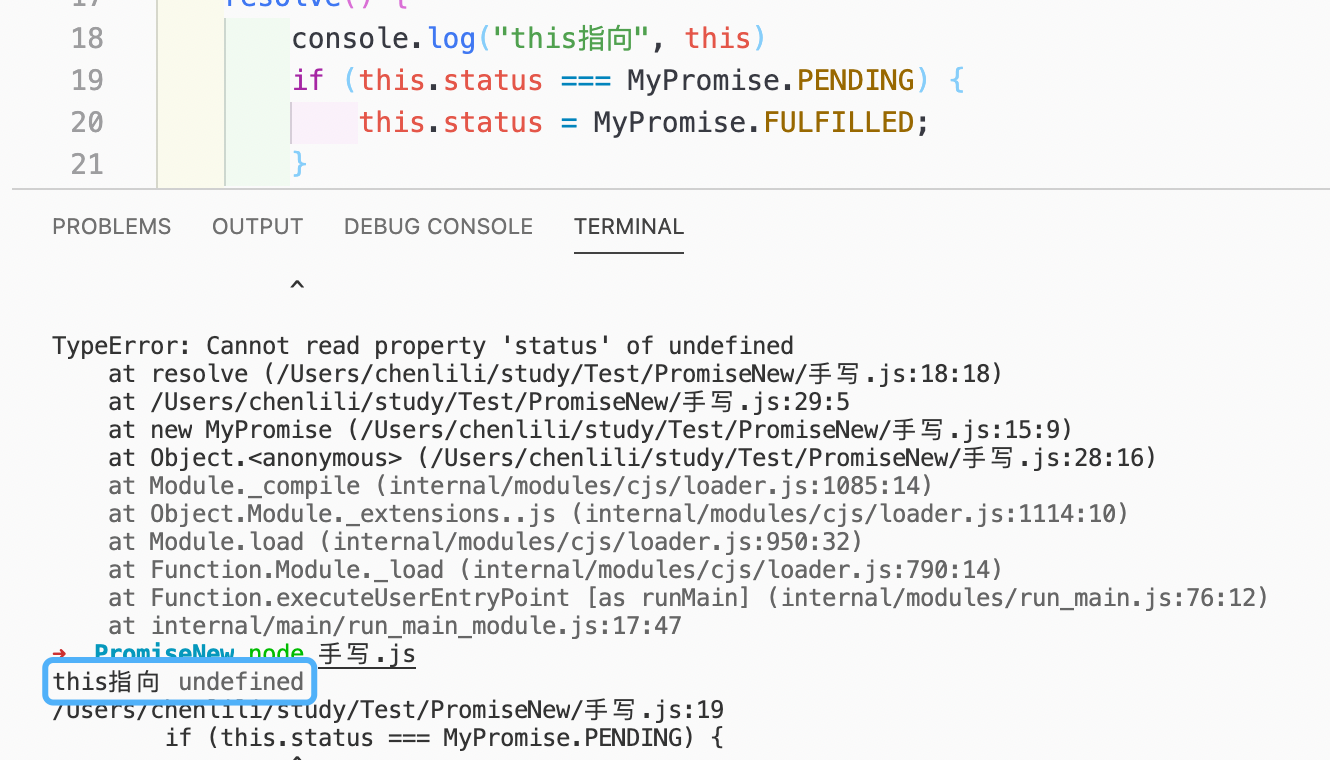 17 resolve() {
18 console.log("this指向", this)
19 if (this.status === MyPromise.PENDING) {
20 this.status = MyPromise.FULFILLED;
21 }
PROBLEMS OUTPUT DEBUG CONSOLE TERMINAL
^
TypeError: Cannot read property 'status' of undefined
at resolve (/Users/chenlili/study/Test/PromiseNew/手写.js:18:18)
at /Users/chenlili/study/Test/PromiseNew/手写.js:29:5
at new MyPromise (/Users/chenlili/study/Test/PromiseNew/手写.js:15:9)
at Object.<anonymous> (/Users/chenlili/study/Test/PromiseNew/手写.js:28:16)
at Module._compile (internal/modules/cjs/loader.js:1085:14)
at Object.Module._extensions..js (internal/modules/cjs/loader.js:1114:10)
at Module.load (internal/modules/cjs/loader.js:950:32)
at Function.Module._load (internal/modules/cjs/loader.js:790:14)
at Function.executeUserEntryPoint [as runMain] (internal/modules/run_main.js:76:12)
at internal/main/run_main_module.js:17:47
➜ PromiseNew node 手写.js
this指向 undefined
/Users/chenlili/study/Test/PromiseNew/手写.js:19
if (this.status === MyPromise.PENDING) {
^